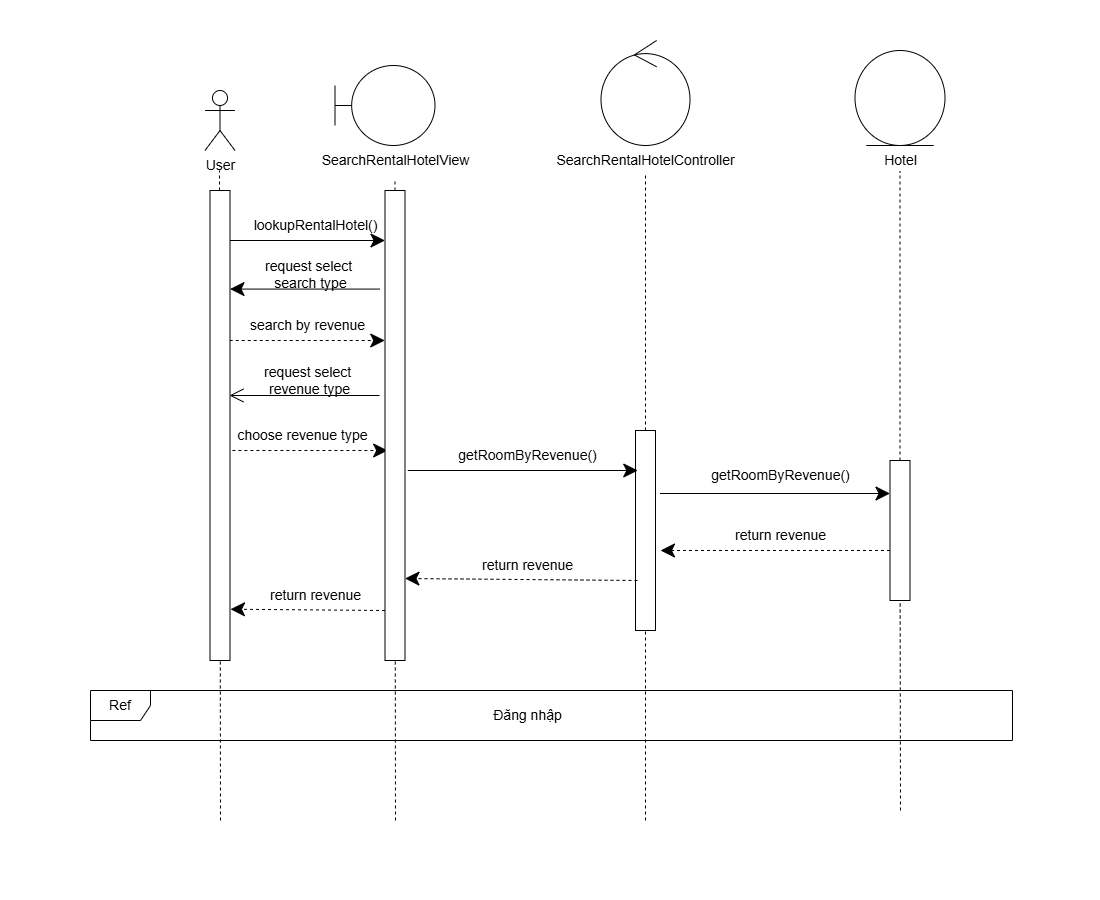 User
SearchRentalHotelView
SearchRentalHotelController
Hotel
lookupRentalHotel()
request select
search type
search by revenue
request select
revenue type
choose revenue type
getRoomByRevenue()
getRoomByRevenue()
return revenue
return revenue
return revenue
Ref
Đăng nhập